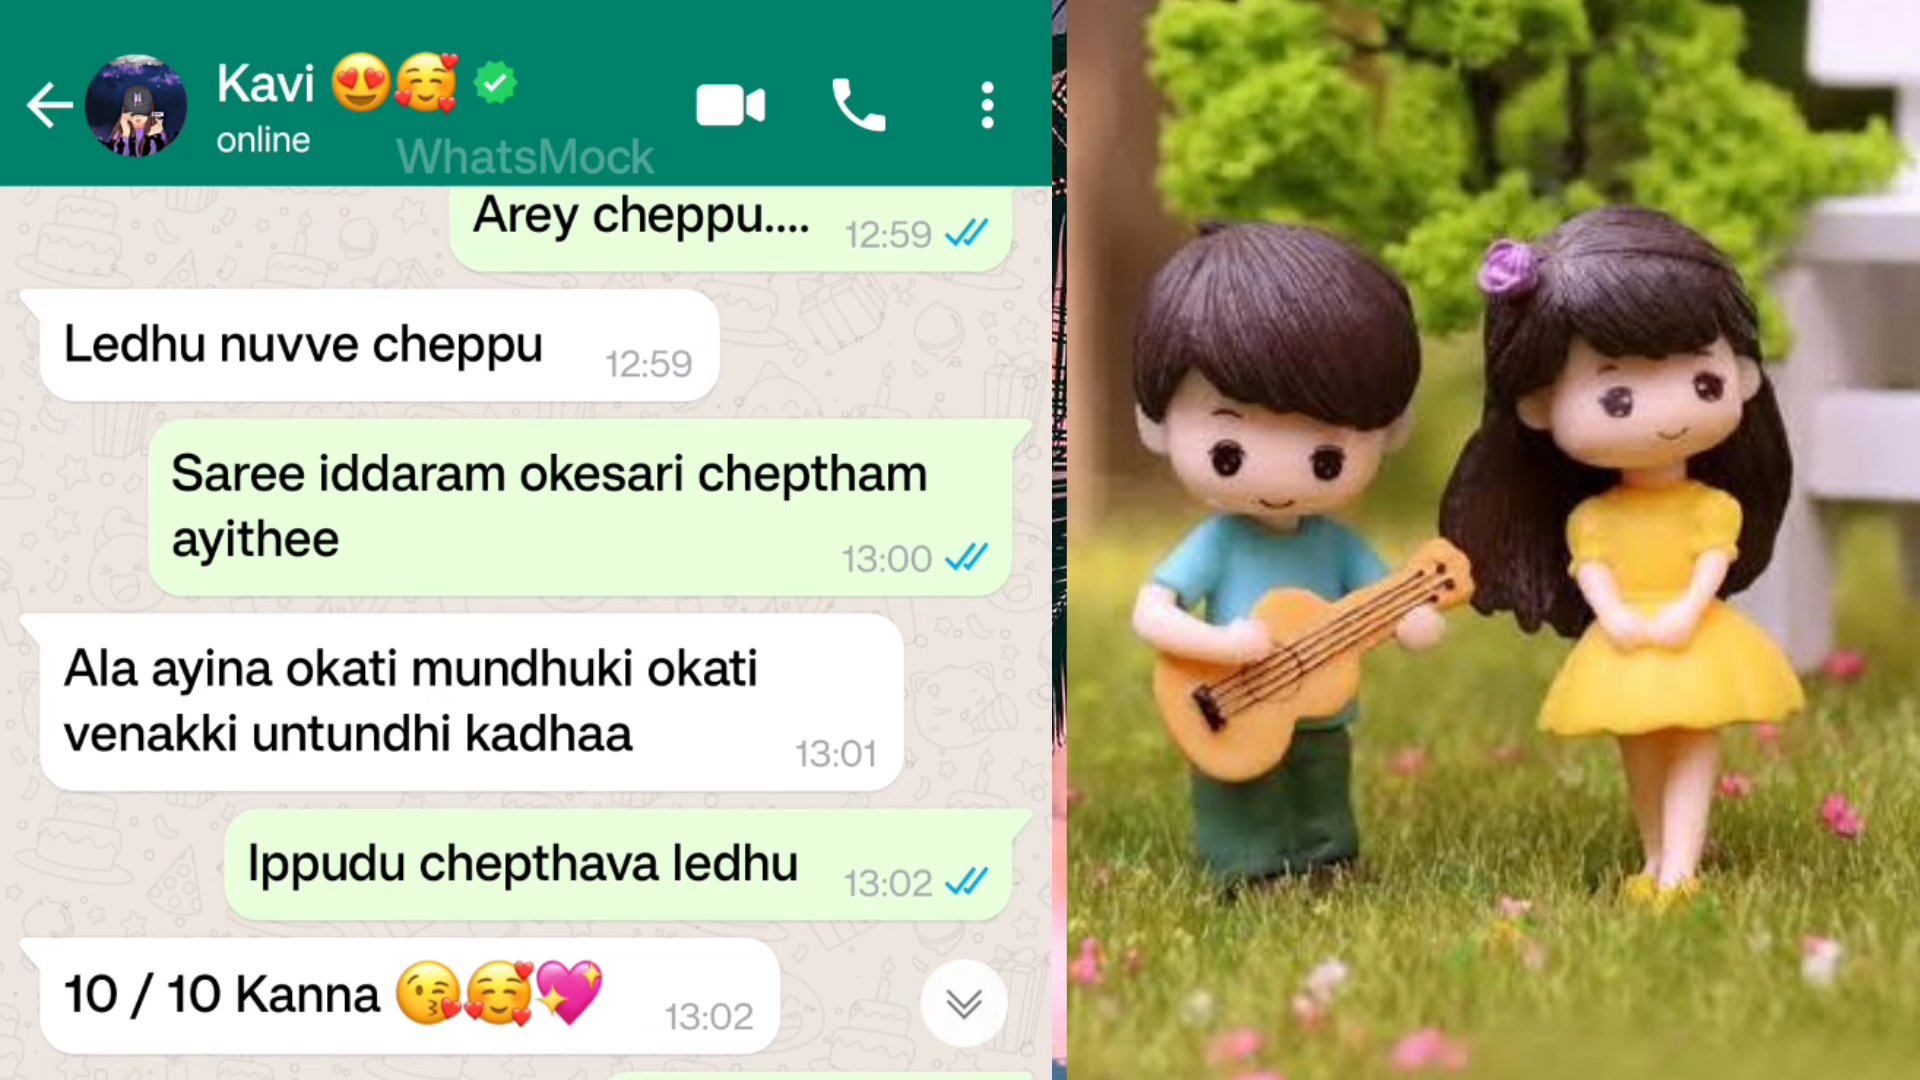 Kavi 😍🥰
online
WhatsMock
Arey cheppu....
12:59
Ledhu nuvve cheppu
12:59
Saree iddaram okesari cheptham
ayithee
13:00
Ala ayina okati mundhuki okati
venakki untundhi kadhaa
13:01
Ippudu chepthava ledhu
13:02
10 / 10 Kanna 😘🥰💖
13:02